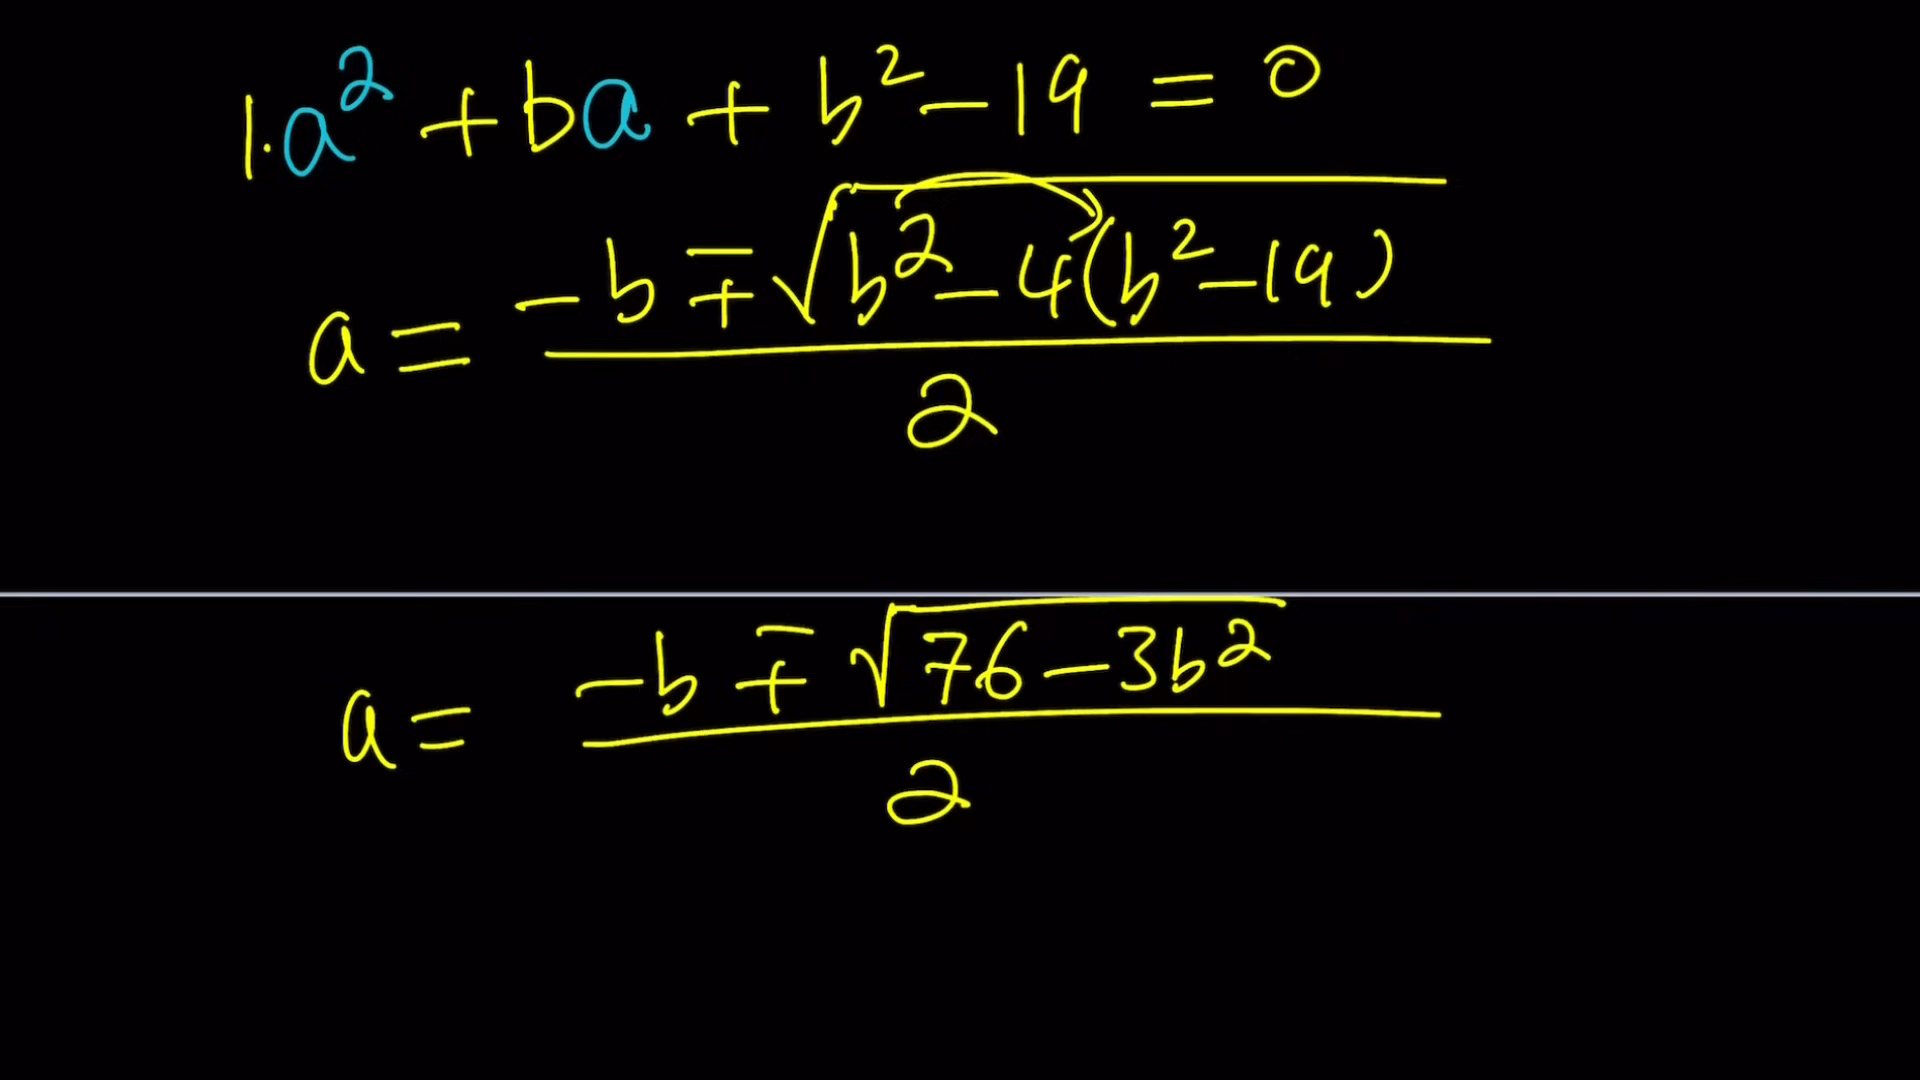 1·a² + ba + b² – 19 = 0
a = (–b ∓ √(b² – 4(b² – 19))) / 2
a = (–b ∓ √(76 – 3b²)) / 2